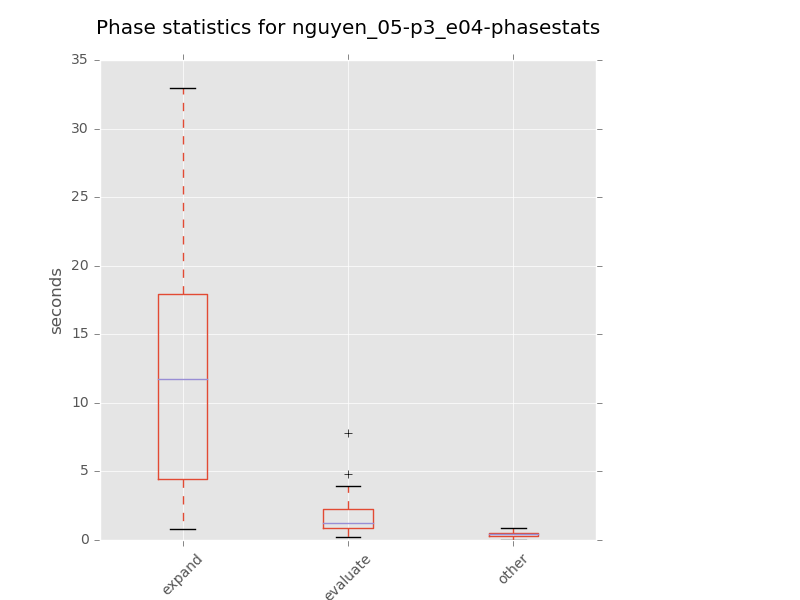 Phase statistics for nguyen_05-p3_e04-phasestats
35
30
25
20
15
10
5
0
seconds
expand
evaluate
other